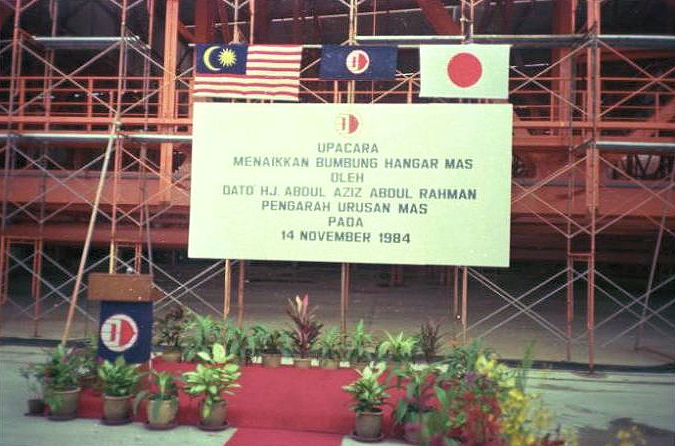 UPACARA
MENAIKKAN BUMBUNG HANGAR MAS
OLEH
DATO' HJ. ABDUL AZIZ ABDUL RAHMAN
PENGARAH URUSAN MAS
PADA
14 NOVEMBER 1984